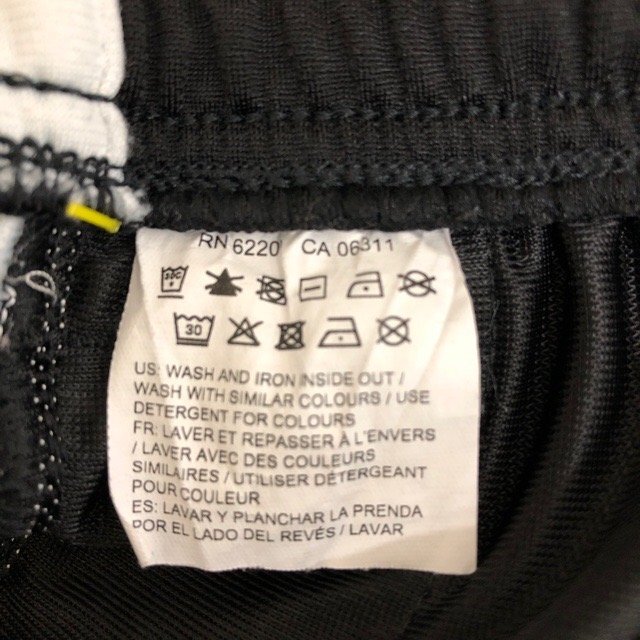 RN 6220 CA 06311
30
US: WASH AND IRON INSIDE OUT /
WASH WITH SIMILAR COLOURS / USE
DETERGENT FOR COLOURS
FR: LAVER ET REPASSER À L'ENVERS
/ LAVER AVEC DES COULEURS
SIMILAIRES / UTILISER DÉTERGEANT
POUR COULEUR
ES: LAVAR Y PLANCHAR LA PRENDA
POR EL LADO DEL REVÉS / LAVAR